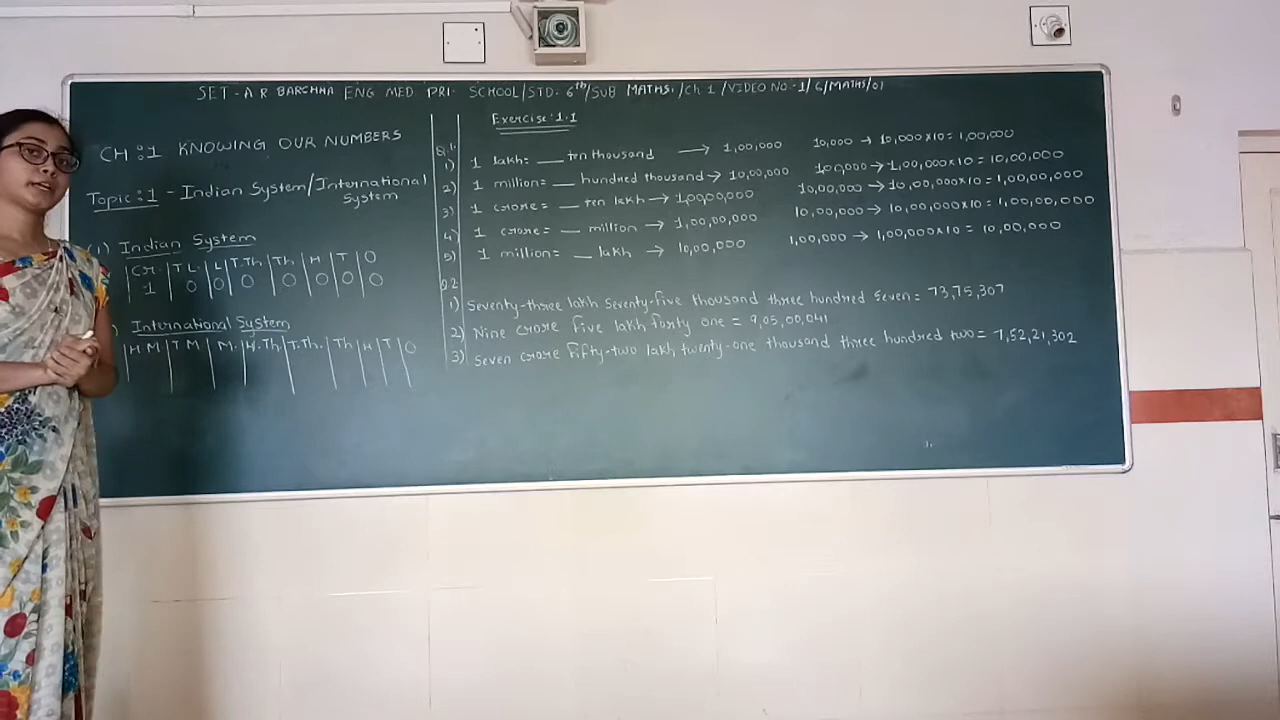 SET - A R BARCHHA ENG MED PRI. SCHOOL/STD. 6th/SUB MATHS./Ch 1/VIDEO NO.-1/6/MATHS/01
CH :1 KNOWING OUR NUMBERS
Topic :1 - Indian System/International System
Indian System
Cr. | T L. | L | T.Th | Th | H | T | O
1 | 0 | 0 | 0 | 0 | 0 | 0 | 0
International System
H M | T M | M. | H.Th | T.Th. | Th | H | T | O
Exercise :1.1
Q.1.
1) 1 lakh= __ ten thousand → 1,00,000 10,000 → 10,000×10= 1,00,000
2) 1 million= __ hundred thousand → 10,00,000 1,00,000 → 1,00,000×10 = 10,00,000
3) 1 crore= __ ten lakh → 1,00,00,000 10,00,000 → 10,00,000×10 = 1,00,00,000
4) 1 crore= __ million → 1,00,00,000 10,00,000 → 10,00,000×10 = 1,00,00,000
5) 1 million= __ lakh → 10,00,000 1,00,000 → 1,00,000×10 = 10,00,000
Q.2
1) Seventy-three lakh Seventy-five thousand three hundred Seven = 73,75,307
2) Nine crore five lakh forty one = 9,05,00,041
3) Seven crore Fifty-two lakh twenty-one thousand three hundred two = 7,52,21,302